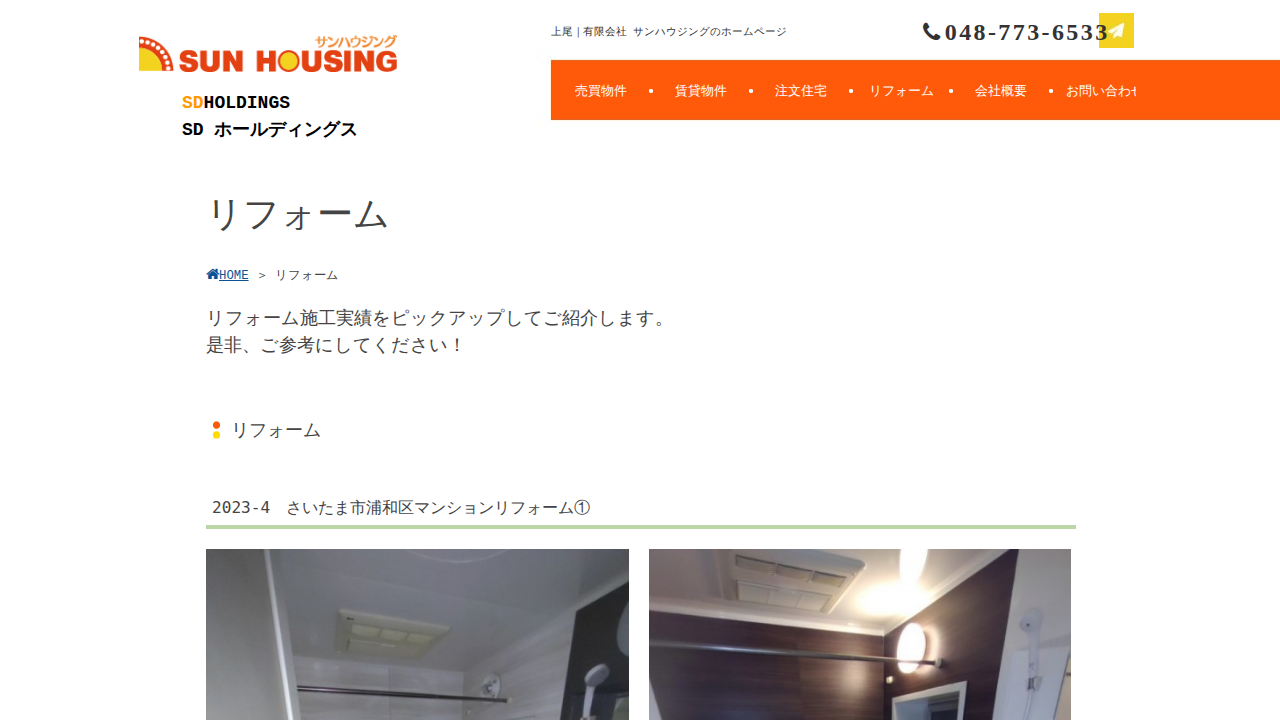 サンハウジング
SUN HOUSING
SDHOLDINGS
SD ホールディングス
上尾｜有限会社 サンハウジングのホームページ
048-773-6533
売買物件 ・ 賃貸物件 ・ 注文住宅 ・ リフォーム ・ 会社概要 ・ お問い合わせ
リフォーム
HOME ＞ リフォーム
リフォーム施工実績をピックアップしてご紹介します。
是非、ご参考にしてください！
リフォーム
2023-4　さいたま市浦和区マンションリフォーム①